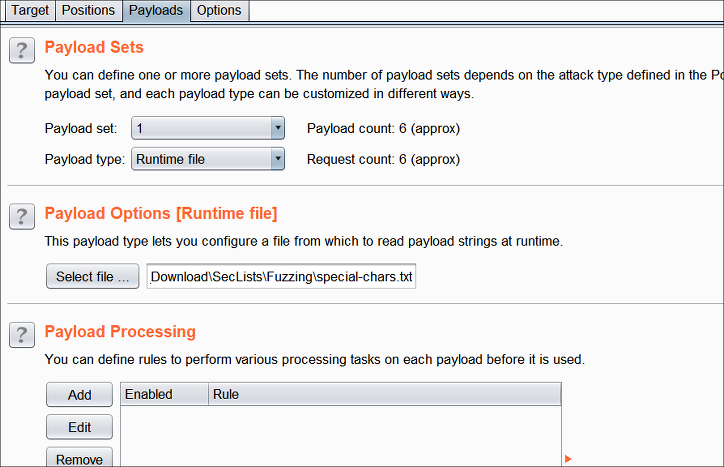 Target Positions Payloads Options
? Payload Sets
You can define one or more payload sets. The number of payload sets depends on the attack type defined in the Po
payload set, and each payload type can be customized in different ways.
Payload set: 1 Payload count: 6 (approx)
Payload type: Runtime file Request count: 6 (approx)
? Payload Options [Runtime file]
This payload type lets you configure a file from which to read payload strings at runtime.
Select file ... Download\SecLists\Fuzzing\special-chars.txt
? Payload Processing
You can define rules to perform various processing tasks on each payload before it is used.
Add Enabled Rule
Edit
Remove